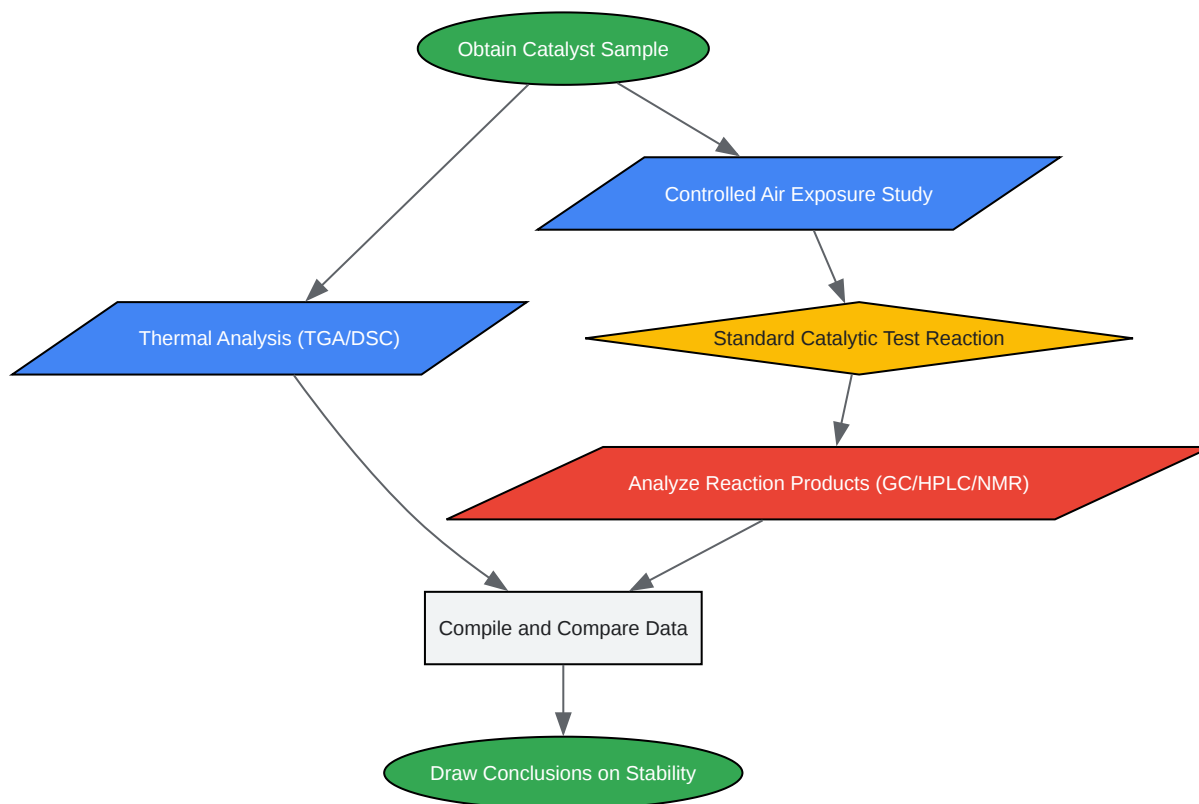 Obtain Catalyst Sample
Controlled Air Exposure Study
Thermal Analysis (TGA/DSC)
Standard Catalytic Test Reaction
Analyze Reaction Products (GC/HPLC/NMR)
Compile and Compare Data
Draw Conclusions on Stability